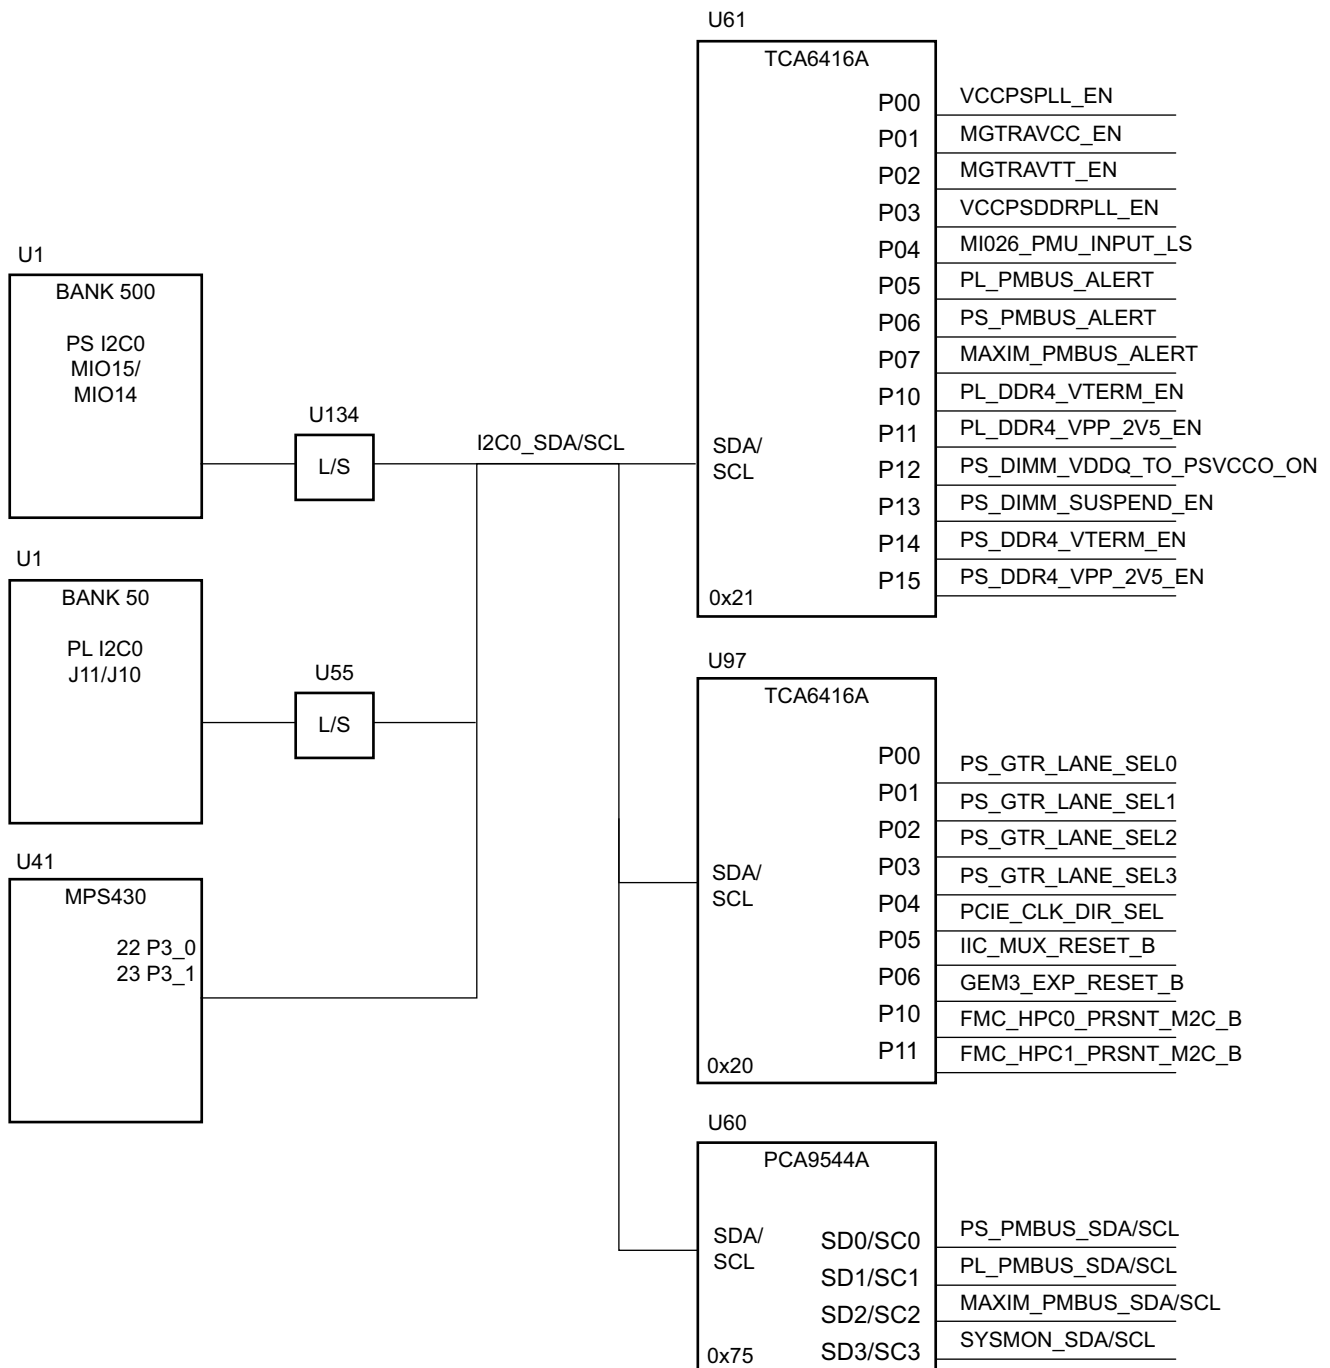 U61
TCA6416A
P00 VCCPSPLL_EN
P01 MGTRAVCC_EN
P02 MGTRAVTT_EN
P03 VCCPSDDRPLL_EN
P04 MI026_PMU_INPUT_LS
P05 PL_PMBUS_ALERT
P06 PS_PMBUS_ALERT
P07 MAXIM_PMBUS_ALERT
P10 PL_DDR4_VTERM_EN
P11 PL_DDR4_VPP_2V5_EN
P12 PS_DIMM_VDDQ_TO_PSVCCO_ON
P13 PS_DIMM_SUSPEND_EN
P14 PS_DDR4_VTERM_EN
P15 PS_DDR4_VPP_2V5_EN
SDA/
SCL
0x21
U1
BANK 500
PS I2C0
MIO15/
MIO14
U134
L/S
I2C0_SDA/SCL
U1
BANK 50
PL I2C0
J11/J10
U55
L/S
U41
MPS430
22 P3_0
23 P3_1
U97
TCA6416A
P00 PS_GTR_LANE_SEL0
P01 PS_GTR_LANE_SEL1
P02 PS_GTR_LANE_SEL2
P03 PS_GTR_LANE_SEL3
P04 PCIE_CLK_DIR_SEL
P05 IIC_MUX_RESET_B
P06 GEM3_EXP_RESET_B
P10 FMC_HPC0_PRSNT_M2C_B
P11 FMC_HPC1_PRSNT_M2C_B
SDA/
SCL
0x20
U60
PCA9544A
SDA/
SCL
SD0/SC0 PS_PMBUS_SDA/SCL
SD1/SC1 PL_PMBUS_SDA/SCL
SD2/SC2 MAXIM_PMBUS_SDA/SCL
SD3/SC3 SYSMON_SDA/SCL
0x75